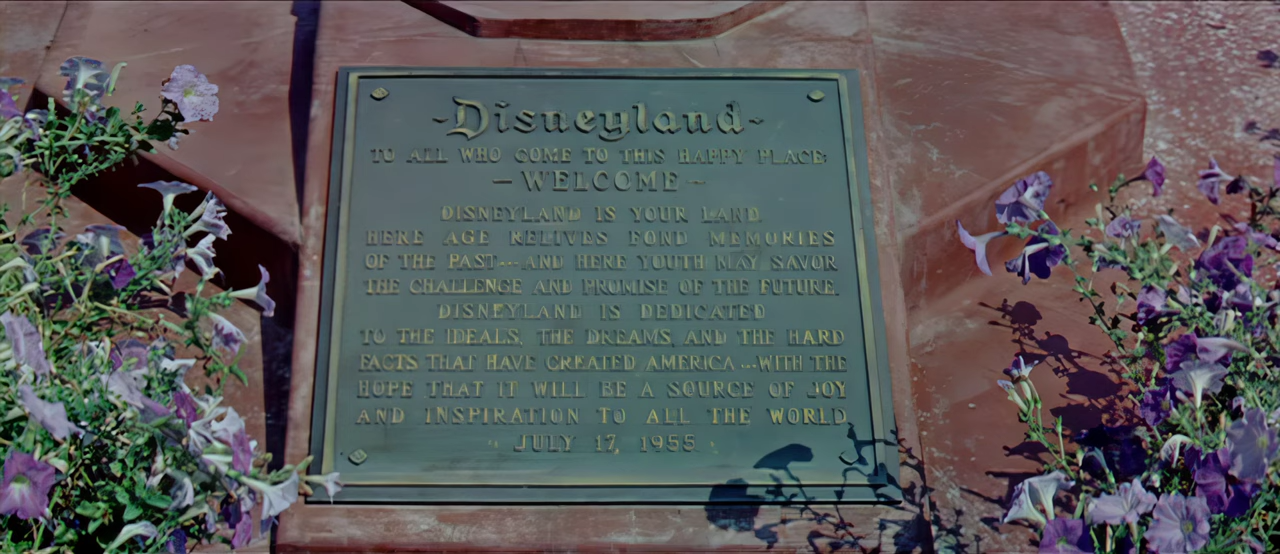 ~Disneyland~
TO ALL WHO COME TO THIS HAPPY PLACE:
— WELCOME —
DISNEYLAND IS YOUR LAND.
HERE AGE RELIVES FOND MEMORIES
OF THE PAST...AND HERE YOUTH MAY SAVOR
THE CHALLENGE AND PROMISE OF THE FUTURE.
DISNEYLAND IS DEDICATED
TO THE IDEALS, THE DREAMS, AND THE HARD
FACTS THAT HAVE CREATED AMERICA...WITH THE
HOPE THAT IT WILL BE A SOURCE OF JOY
AND INSPIRATION TO ALL THE WORLD.
JULY 17, 1955